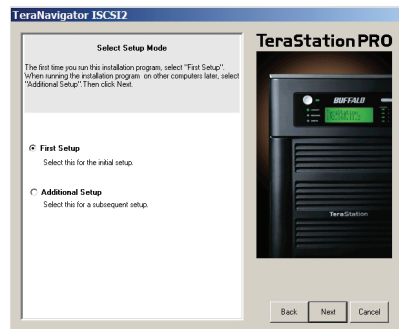 TeraNavigator ISCSI2
Select Setup Mode
The first time you run this installation program, select "First Setup".
When running the installation program on other computers later, select
"Additional Setup".Then click Next.
First Setup
Select this for the initial setup.
Additional Setup
Select this for a subsequent setup.
TeraStation PRO
BUFFALO
TeraStation
Back
Next
Cancel